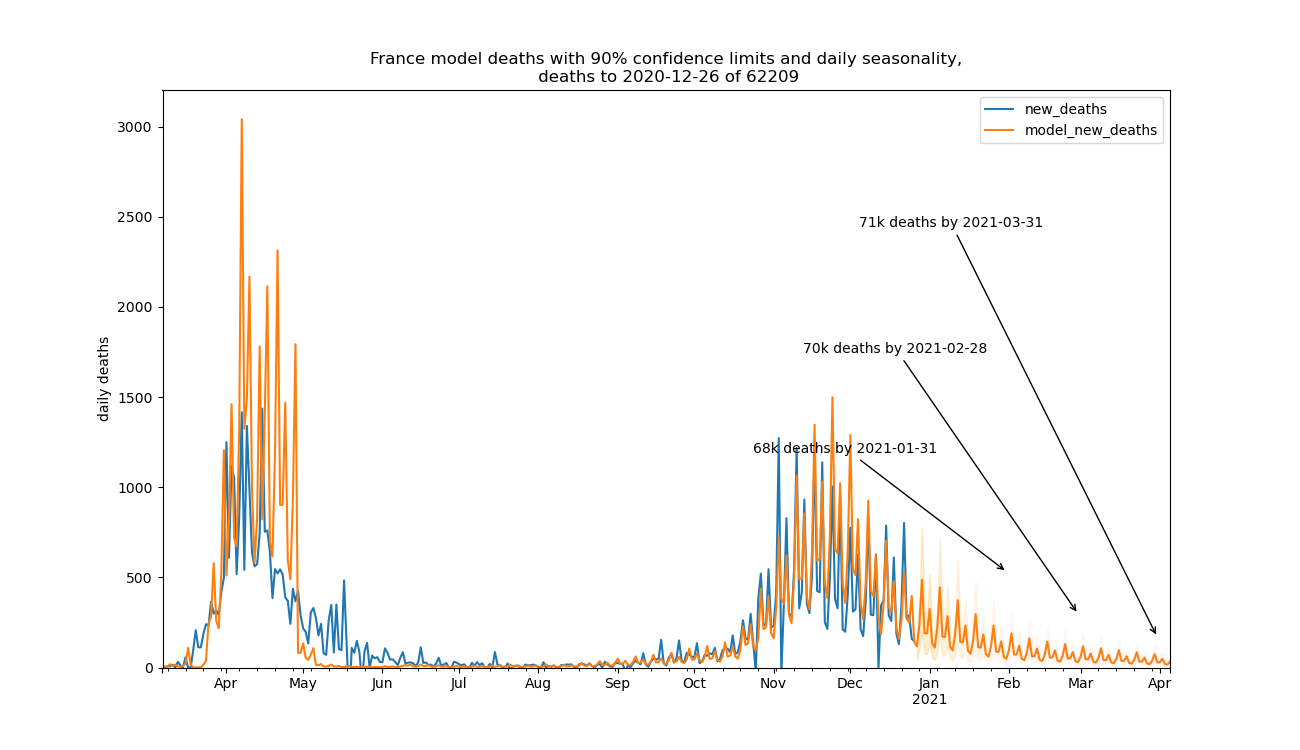 France model deaths with 90% confidence limits and daily seasonality,
deaths to 2020-12-26 of 62209
new_deaths
model_new_deaths
daily deaths
3000
2500
2000
1500
1000
500
0
71k deaths by 2021-03-31
70k deaths by 2021-02-28
68k deaths by 2021-01-31
Apr May Jun Jul Aug Sep Oct Nov Dec Jan Feb Mar Apr
2021